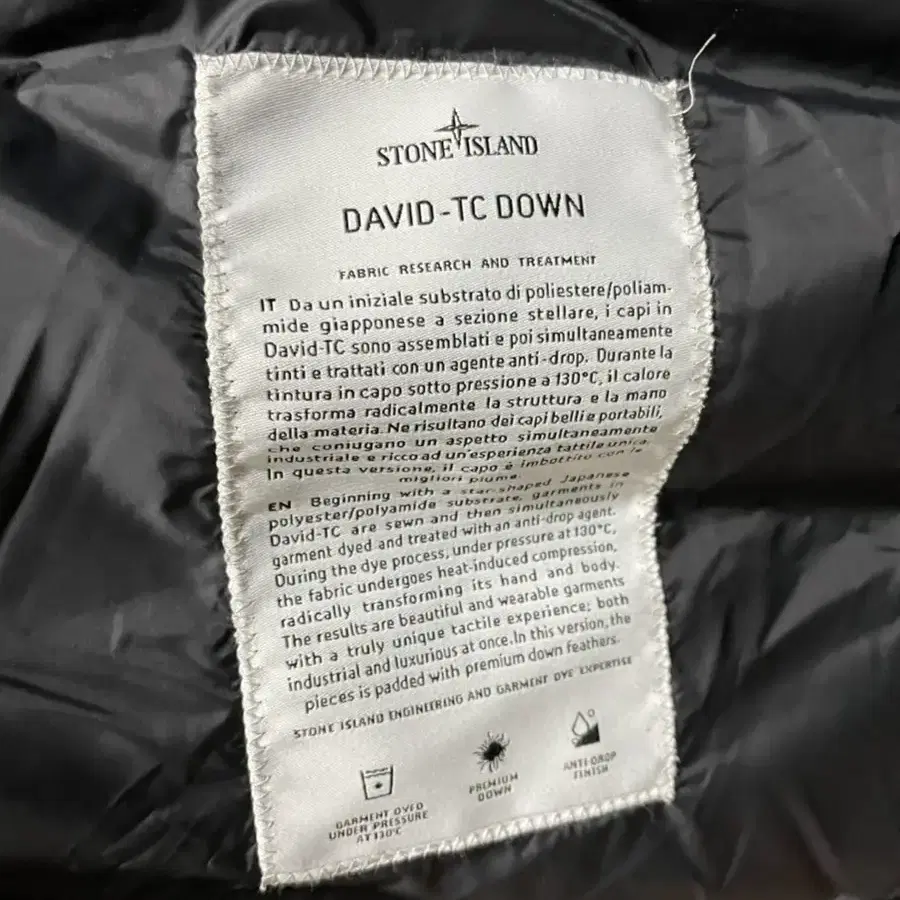 STONE ISLAND
DAVID-TC DOWN
FABRIC RESEARCH AND TREATMENT
IT Da un iniziale substrato di poliestere/poliam-
mide giapponese a sezione stellare, i capi in
David-TC sono assemblati e poi simultaneamente
tinti e trattati con un agente anti-drop. Durante la
tintura in capo sotto pressione a 130°C, il calore
trasforma radicalmente la struttura e la mano
della materia. Ne risultano dei capi belli e portabili,
che coniugano un aspetto simultaneamente
industriale e ricco ad un'esperienza tattile unica.
In questa versione, il capo è imbottito con le
migliori piume.
EN Beginning with a star-shaped Japanese
polyester/polyamide substrate, garments in
David-TC are sewn and then simultaneously
garment dyed and treated with an anti-drop agent.
During the dye process, under pressure at 130°C,
the fabric undergoes heat-induced compression,
radically transforming its hand and body.
The results are beautiful and wearable garments
with a truly unique tactile experience; both
industrial and luxurious at once.In this version, the
pieces is padded with premium down feathers.
STONE ISLAND ENGINEERING AND GARMENT DYE EXPERTISE
GARMENT DYED
UNDER PRESSURE
AT 130°C
PREMIUM
DOWN
ANTI-DROP
FINISH